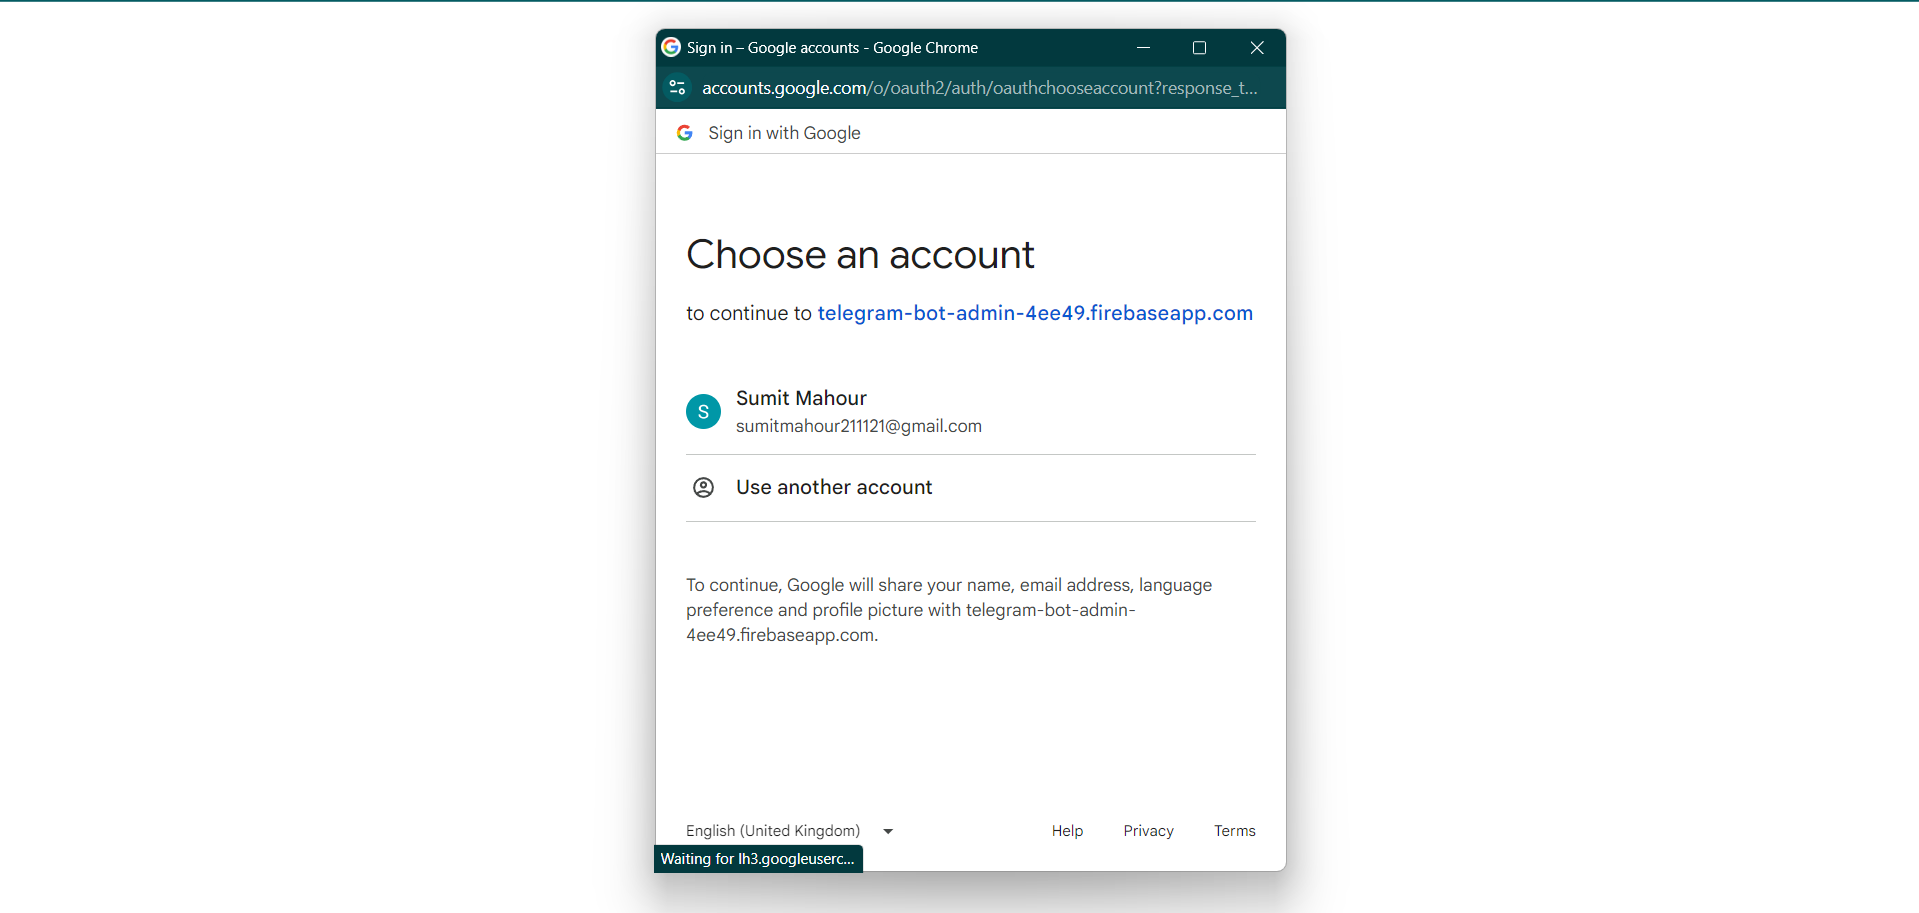 Sign in – Google accounts - Google Chrome
accounts.google.com/o/oauth2/auth/oauthchooseaccount?response_t...
Sign in with Google
Choose an account
to continue to telegram-bot-admin-4ee49.firebaseapp.com
S
Sumit Mahour
sumitmahour211121@gmail.com
Use another account
To continue, Google will share your name, email address, language
preference and profile picture with telegram-bot-admin-
4ee49.firebaseapp.com.
English (United Kingdom)
Help
Privacy
Terms
Waiting for lh3.googleuserc...